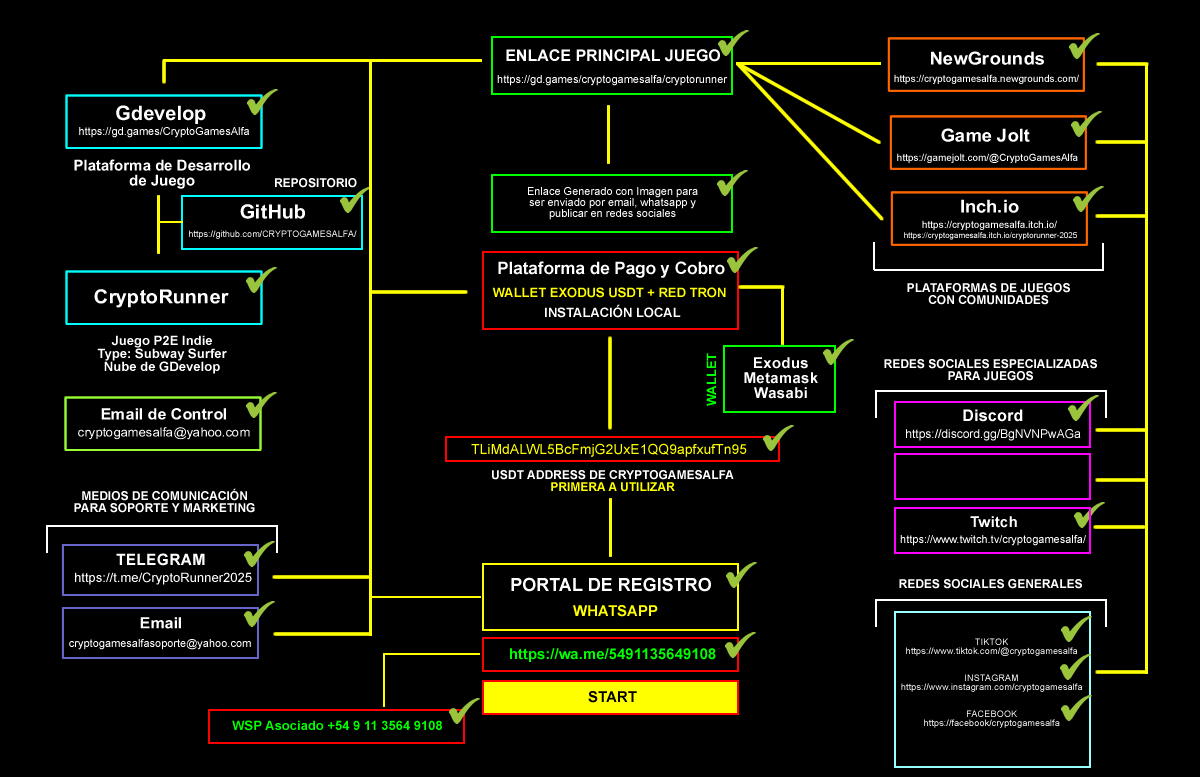 ENLACE PRINCIPAL JUEGO
https://gd.games/cryptogamesalfa/cryptorunner
NewGrounds
https://cryptogamesalfa.newgrounds.com/
Gdevelop
https://gd.games/CryptoGamesAlfa
Plataforma de Desarrollo
de Juego
REPOSITORIO
GitHub
https://github.com/CRYPTOGAMESALFA/
CryptoRunner
Juego P2E Indie
Type: Subway Surfer
Nube de GDevelop
Email de Control
cryptogamesalfa@yahoo.com
MEDIOS DE COMUNICACIÓN
PARA SOPORTE Y MARKETING
TELEGRAM
https://t.me/CryptoRunner2025
Email
cryptogamesalfasoporte@yahoo.com
Enlace Generado con Imagen para
ser enviado por email, whatsapp y
publicar en redes sociales
Plataforma de Pago y Cobro
WALLET EXODUS USDT + RED TRON
INSTALACIÓN LOCAL
WALLET
Exodus
Metamask
Wasabi
TLiMdALWL5BcFmjG2UxE1QQ9apfxufTn95
USDT ADDRESS DE CRYPTOGAMESALFA
PRIMERA A UTILIZAR
PORTAL DE REGISTRO
WHATSAPP
https://wa.me/5491135649108
START
WSP Asociado +54 9 11 3564 9108
Game Jolt
https://gamejolt.com/@CryptoGamesAlfa
Inch.io
https://cryptogamesalfa.itch.io/
https://cryptogamesalfa.itch.io/cryptorunner-2025
PLATAFORMAS DE JUEGOS
CON COMUNIDADES
REDES SOCIALES ESPECIALIZADAS
PARA JUEGOS
Discord
https://discord.gg/BgNVNPwAGa
Twitch
https://www.twitch.tv/cryptogamesalfa/
REDES SOCIALES GENERALES
TIKTOK
https://www.tiktok.com/@cryptogamesalfa
INSTAGRAM
https://www.instagram.com/cryptogamesalfa
FACEBOOK
https://facebook/cryptogamesalfa